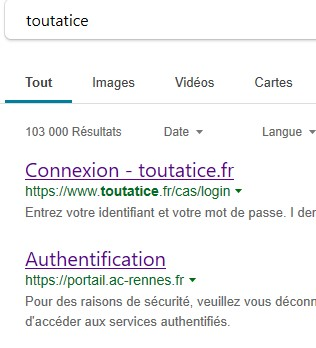 toutatice
Tout Images Vidéos Cartes
103 000 Résultats Date Langue
Connexion - toutatice.fr
https://www.toutatice.fr/cas/login
Entrez votre identifiant et votre mot de passe. I
Authentification
https://portail.ac-rennes.fr
Pour des raisons de sécurité, veuillez vous
d'accéder aux services authentifiés.